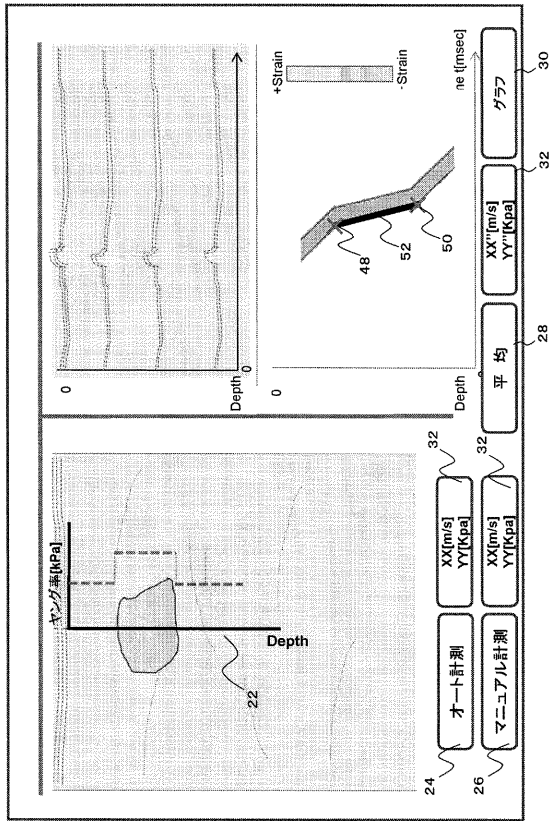 ヤング率[kPa]
Depth
22
0
Depth
0
+Strain
-Strain
0
48
52
50
Depth
me t[msec]
24
オート計測
XX[m/s]
YY[Kpa]
32
26
マニュアル計測
XX[m/s]
YY[Kpa]
32
平 均
28
XX"[m/s]
YY"[Kpa]
32
グラフ
30